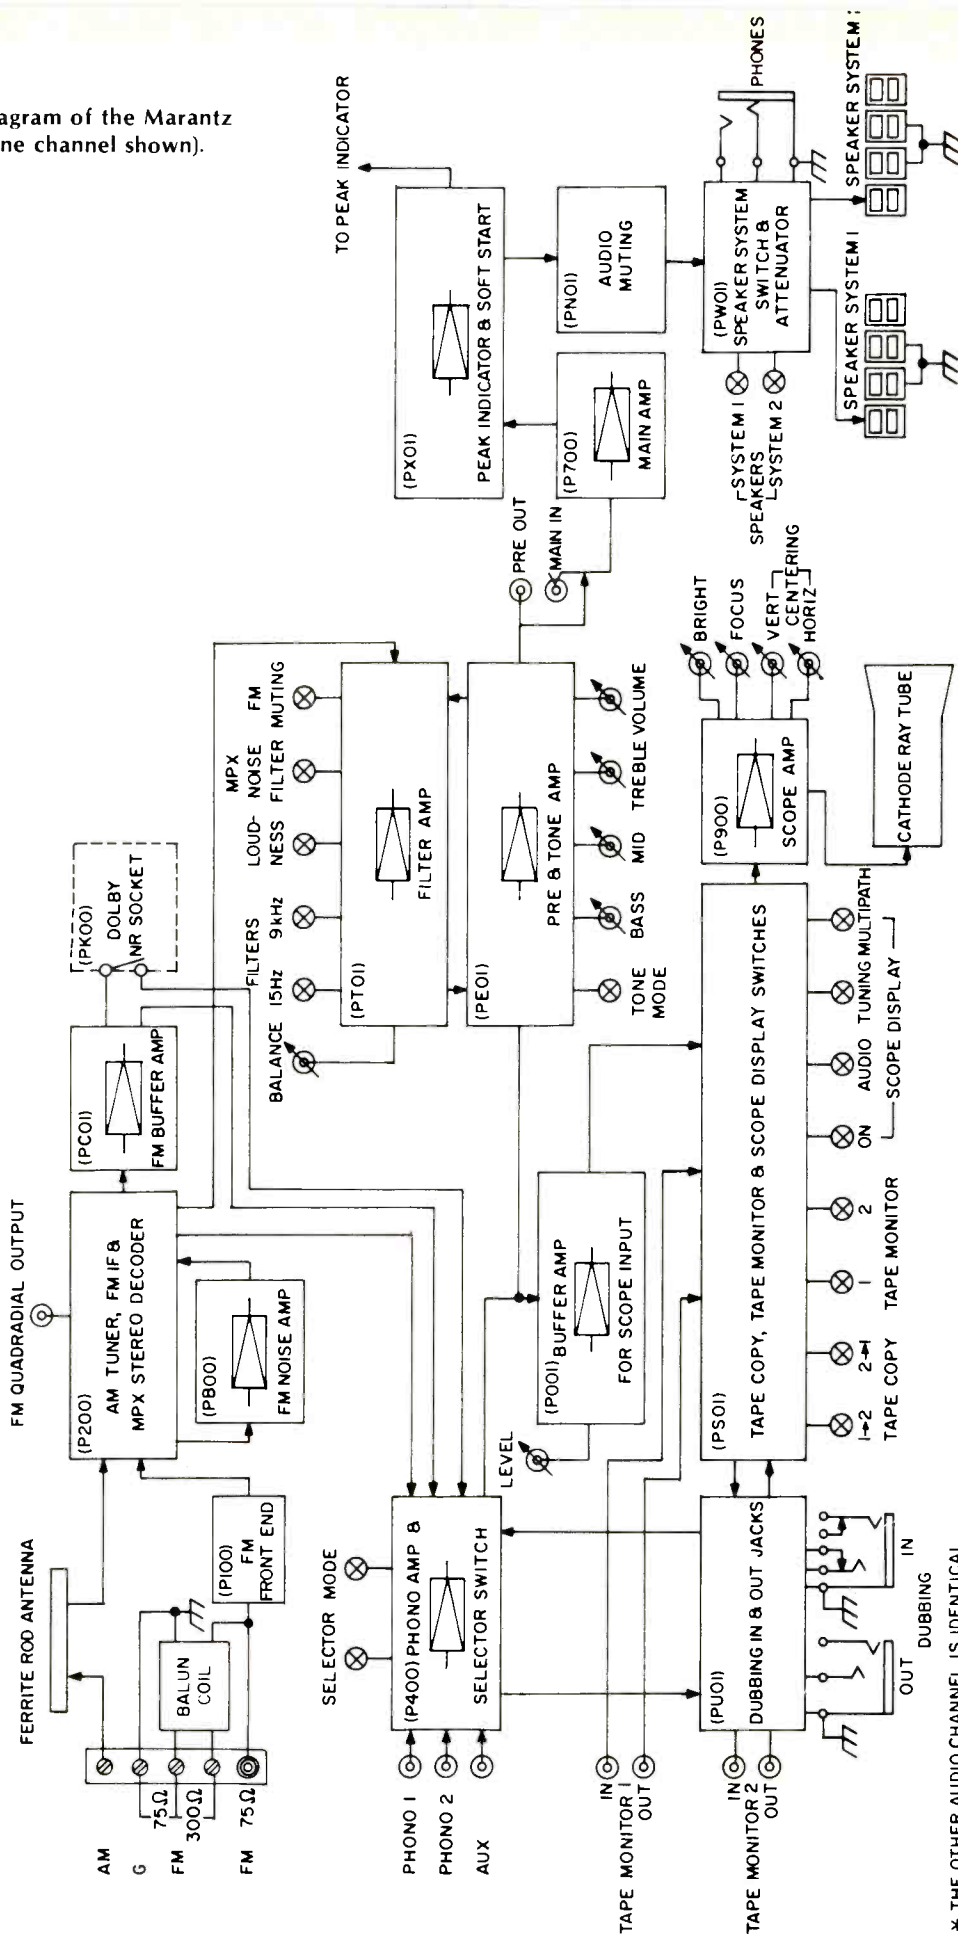 agram of the Marantz
ne channel shown).
FERRITE ROD ANTENNA
FM QUADRADIAL OUTPUT
AM
G
FM
FM
75Ω
300Ω
75Ω
BALUN
COIL
(P100)
FM
FRONT END
(P200)
AM TUNER, FM IF &
MPX STEREO DECODER
(PB00)
FM NOISE AMP
(PC01)
FM BUFFER AMP
(PK00)
DOLBY
NR SOCKET
SELECTOR MODE
PHONO 1
PHONO 2
AUX
(P400) PHONO AMP &
SELECTOR SWITCH
BALANCE
FILTERS
15Hz
9kHz
LOUD-
NESS
MPX
NOISE
FILTER
FM
MUTING
(PT01)
FILTER AMP
(PE01)
PRE & TONE AMP
TONE
MODE
BASS
MID
TREBLE
VOLUME
PRE OUT
MAIN IN
TO PEAK INDICATOR
(PX01)
PEAK INDICATOR & SOFT START
(P700)
MAIN AMP
(PN01)
AUDIO
MUTING
PHONES
(PW01)
SPEAKER SYSTEM
SWITCH &
ATTENUATOR
SYSTEM 1
SPEAKERS
SYSTEM 2
SPEAKER SYSTEM 1
SPEAKER SYSTEM
LEVEL
(P001)
BUFFER AMP
FOR SCOPE INPUT
IN
TAPE MONITOR 1
OUT
IN
TAPE MONITOR 2
OUT
(PU01)
DUBBING IN & OUT JACKS
OUT
IN
DUBBING
(PS01)
TAPE COPY, TAPE MONITOR & SCOPE DISPLAY SWITCHES
1→2
2→1
TAPE COPY
1
2
TAPE MONITOR
ON
AUDIO
TUNING
MULTIPATH
SCOPE DISPLAY
(P900)
SCOPE AMP
BRIGHT
FOCUS
VERT
CENTERING
HORIZ
CATHODE RAY TUBE
* THE OTHER AUDIO CHANNEL IS IDENTICAL